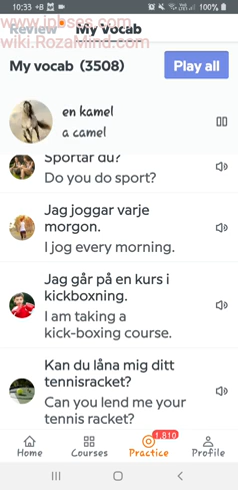 10:33
100%
www.inbses.com
Review
My Vocab
wiki.RozaMind.com
My vocab (3508)
Play all
en kamel
a camel
Sportar du?
Do you do sport?
Jag joggar varje
morgon.
I jog every morning.
Jag går på en kurs i
kickboxning.
I am taking a
kick-boxing course.
Kan du låna mig ditt
tennisracket?
Can you lend me your
tennis racket?
1,810
Home
Courses
Practice
Profile